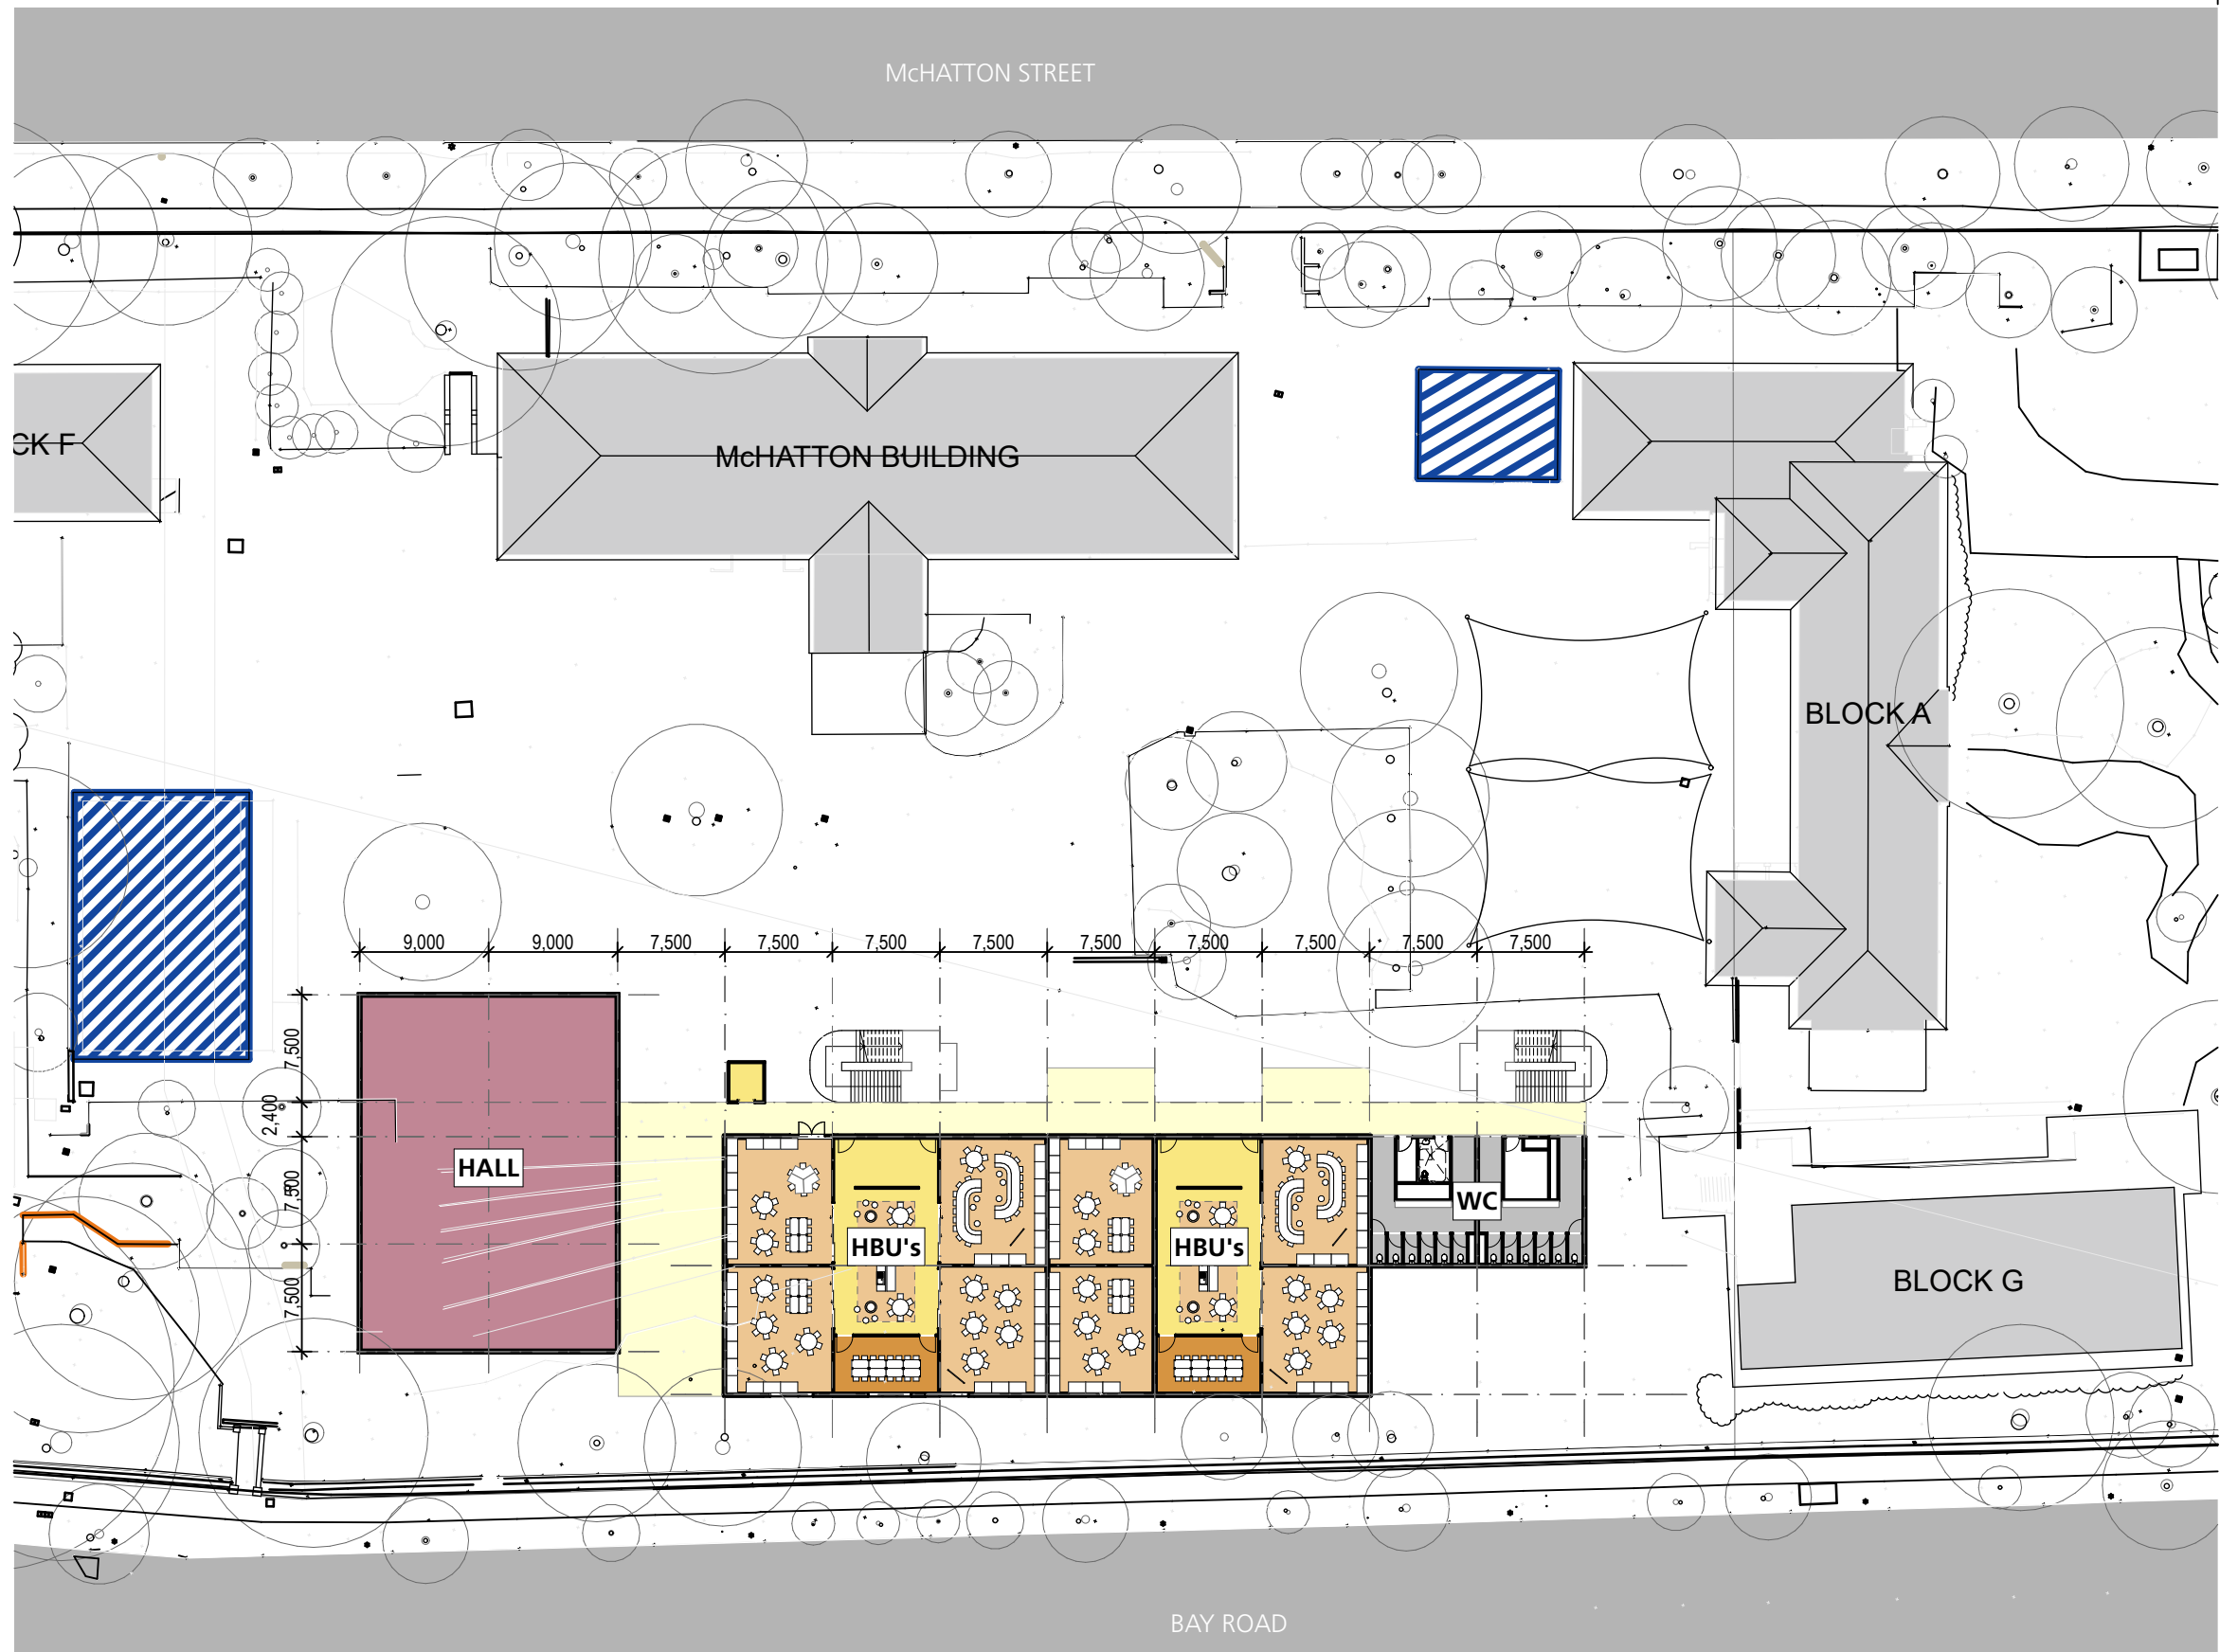 McHATTON STREET
CK F
McHATTON BUILDING
BLOCK A
9,000 9,000 7,500 7,500 7,500 7,500 7,500 7,500 7,500 7,500 7,500
7,500
2,400
7,500
7,500
HALL
HBU's
HBU's
WC
BLOCK G
BAY ROAD